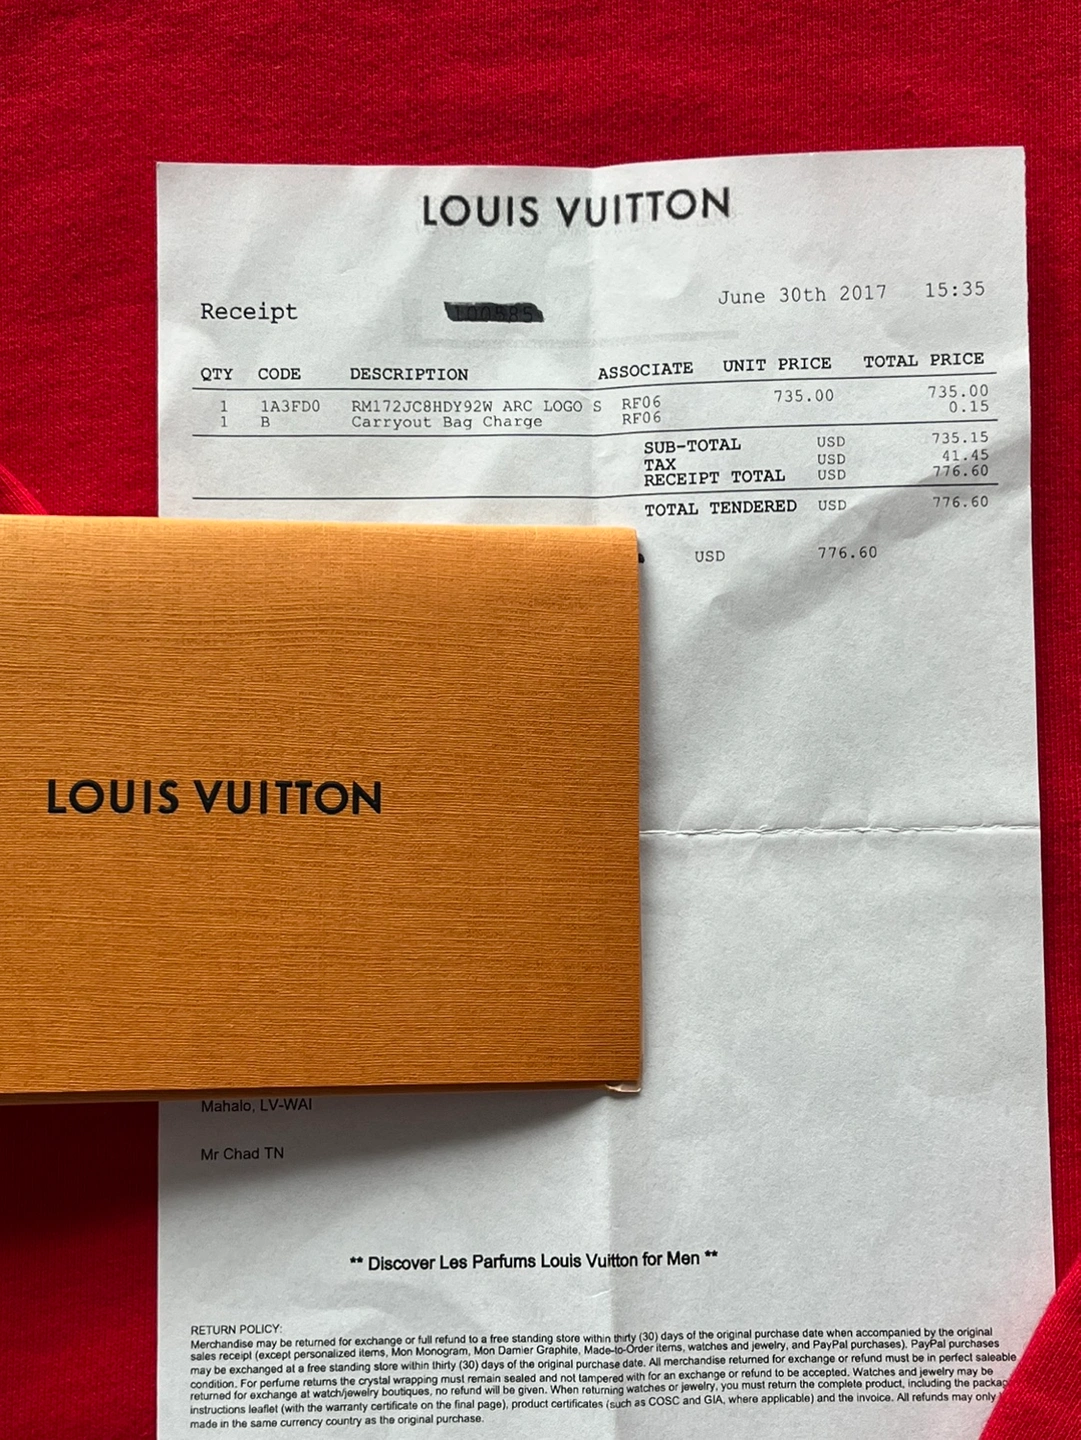 LOUIS VUITTON
Receipt June 30th 2017 15:35
QTY CODE DESCRIPTION ASSOCIATE UNIT PRICE TOTAL PRICE
1 1A3FD0 RM172JC8HDY92W ARC LOGO S RF06 735.00 735.00
1 B Carryout Bag Charge RF06 0.15
SUB-TOTAL USD 735.15
TAX USD 41.45
RECEIPT TOTAL USD 776.60
TOTAL TENDERED USD 776.60
USD 776.60
LOUIS VUITTON
Mahalo, LV-WAI
Mr Chad TN
** Discover Les Parfums Louis Vuitton for Men **
RETURN POLICY:
Merchandise may be returned for exchange or full refund to a free standing store within thirty (30) days of the original purchase date when accompanied by the original
sales receipt (except personalized items, Mon Monogram, Mon Damier Graphite, Made-to-Order items, watches and jewelry, and PayPal purchases). PayPal purchases
may be exchanged at a free standing store within thirty (30) days of the original purchase date. All merchandise returned for exchange or refund must be in perfect saleable
condition. For perfume returns the crystal wrapping must remain sealed and not tampered with for an exchange or refund to be accepted. Watches and jewelry may be
returned for exchange at watch/jewelry boutiques, no refund will be given. When returning watches or jewelry, you must return the complete product, including the packag
instructions leaflet (with the warranty certificate on the final page), product certificates (such as COSC and GIA, where applicable) and the invoice. All refunds may only
made in the same currency country as the original purchase.